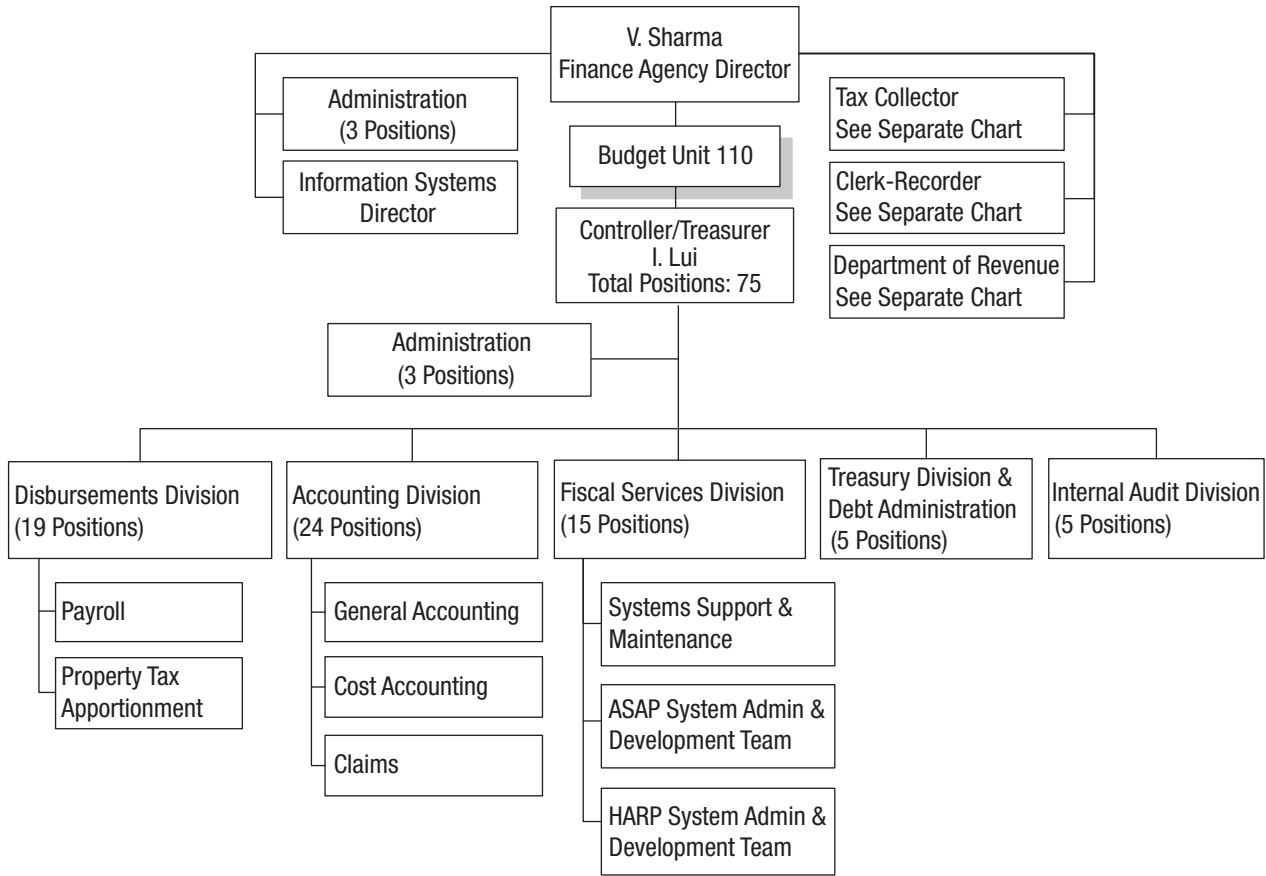 V. Sharma
Finance Agency Director
Administration
(3 Positions)
Information Systems
Director
Budget Unit 110
Tax Collector
See Separate Chart
Clerk-Recorder
See Separate Chart
Department of Revenue
See Separate Chart
Controller/Treasurer
I. Lui
Total Positions: 75
Administration
(3 Positions)
Disbursements Division
(19 Positions)
Payroll
Property Tax
Apportionment
Accounting Division
(24 Positions)
General Accounting
Cost Accounting
Claims
Fiscal Services Division
(15 Positions)
Systems Support &
Maintenance
ASAP System Admin &
Development Team
HARP System Admin &
Development Team
Treasury Division &
Debt Administration
(5 Positions)
Internal Audit Division
(5 Positions)